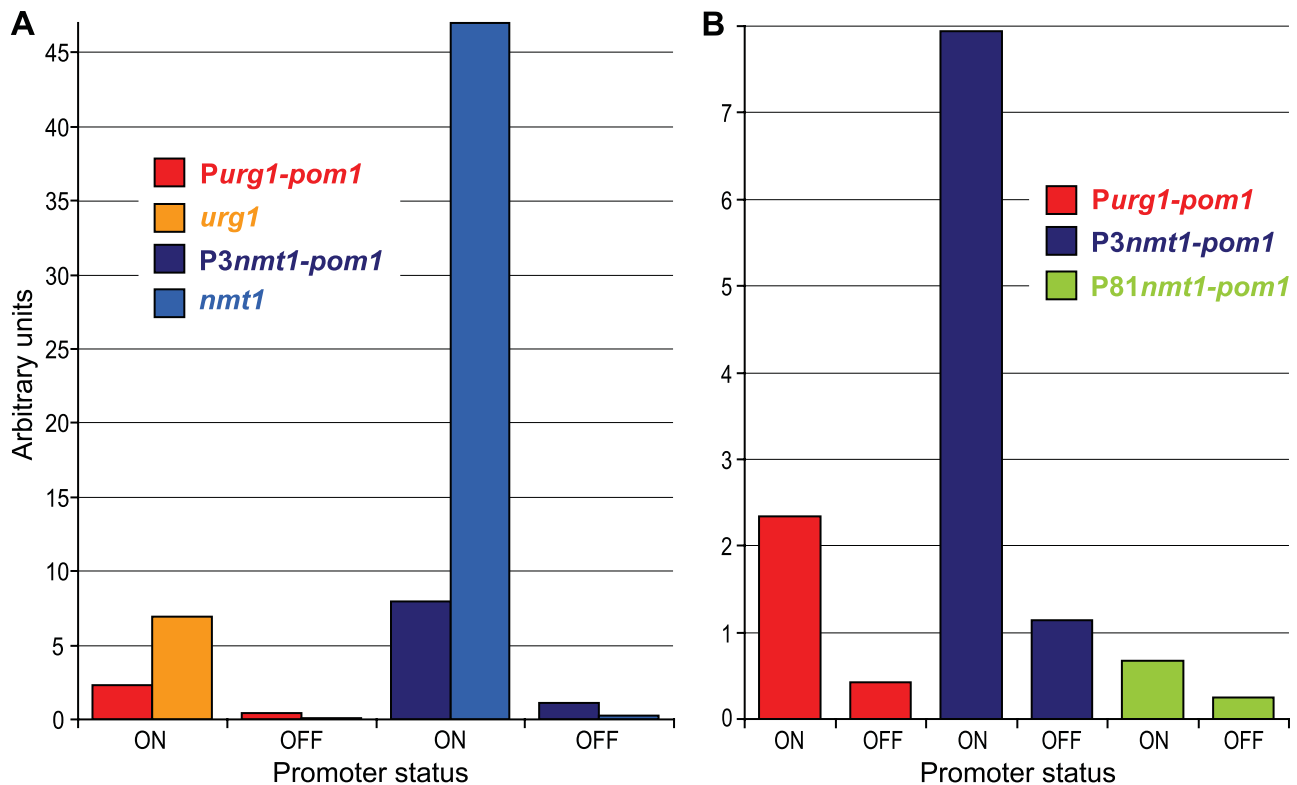 A
Arbitrary units
45
40
35
30
25
20
15
10
5
0
Purg1-pom1
urg1
P3nmt1-pom1
nmt1
ON OFF ON OFF
Promoter status
B
7
6
5
4
3
2
1
0
Purg1-pom1
P3nmt1-pom1
P81nmt1-pom1
ON OFF ON OFF ON OFF
Promoter status